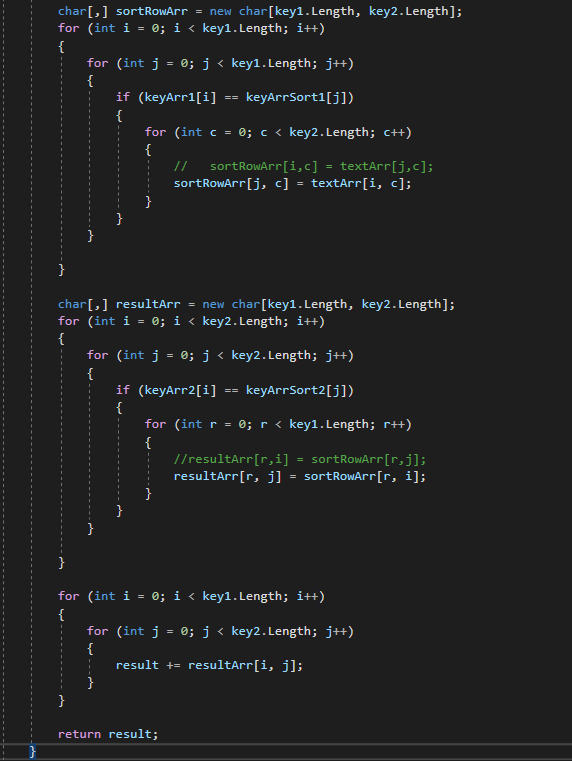 char[,] sortRowArr = new char[key1.Length, key2.Length];
for (int i = 0; i < key1.Length; i++)
{
for (int j = 0; j < key1.Length; j++)
{
if (keyArr1[i] == keyArrSort1[j])
{
for (int c = 0; c < key2.Length; c++)
{
//   sortRowArr[i,c] = textArr[j,c];
sortRowArr[j, c] = textArr[i, c];
}
}
}
}
char[,] resultArr = new char[key1.Length, key2.Length];
for (int i = 0; i < key2.Length; i++)
{
for (int j = 0; j < key2.Length; j++)
{
if (keyArr2[i] == keyArrSort2[j])
{
for (int r = 0; r < key1.Length; r++)
{
//resultArr[r,i] = sortRowArr[r,j];
resultArr[r, j] = sortRowArr[r, i];
}
}
}
}
for (int i = 0; i < key1.Length; i++)
{
for (int j = 0; j < key2.Length; j++)
{
result += resultArr[i, j];
}
}
return result;
}